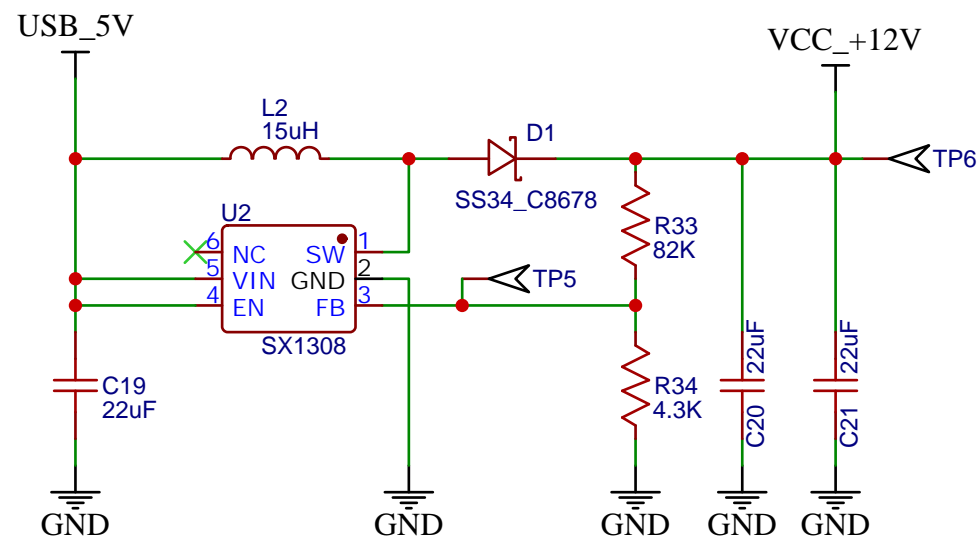 USB_5V
VCC_+12V
L2
15uH
D1
SS34_C8678
TP6
U2
R33
82K
6 NC SW 1
5 VIN GND 2
4 EN FB 3
TP5
SX1308
C19
22uF
R34
4.3K
22uF
C20
22uF
C21
GND
GND
GND
GND
GND